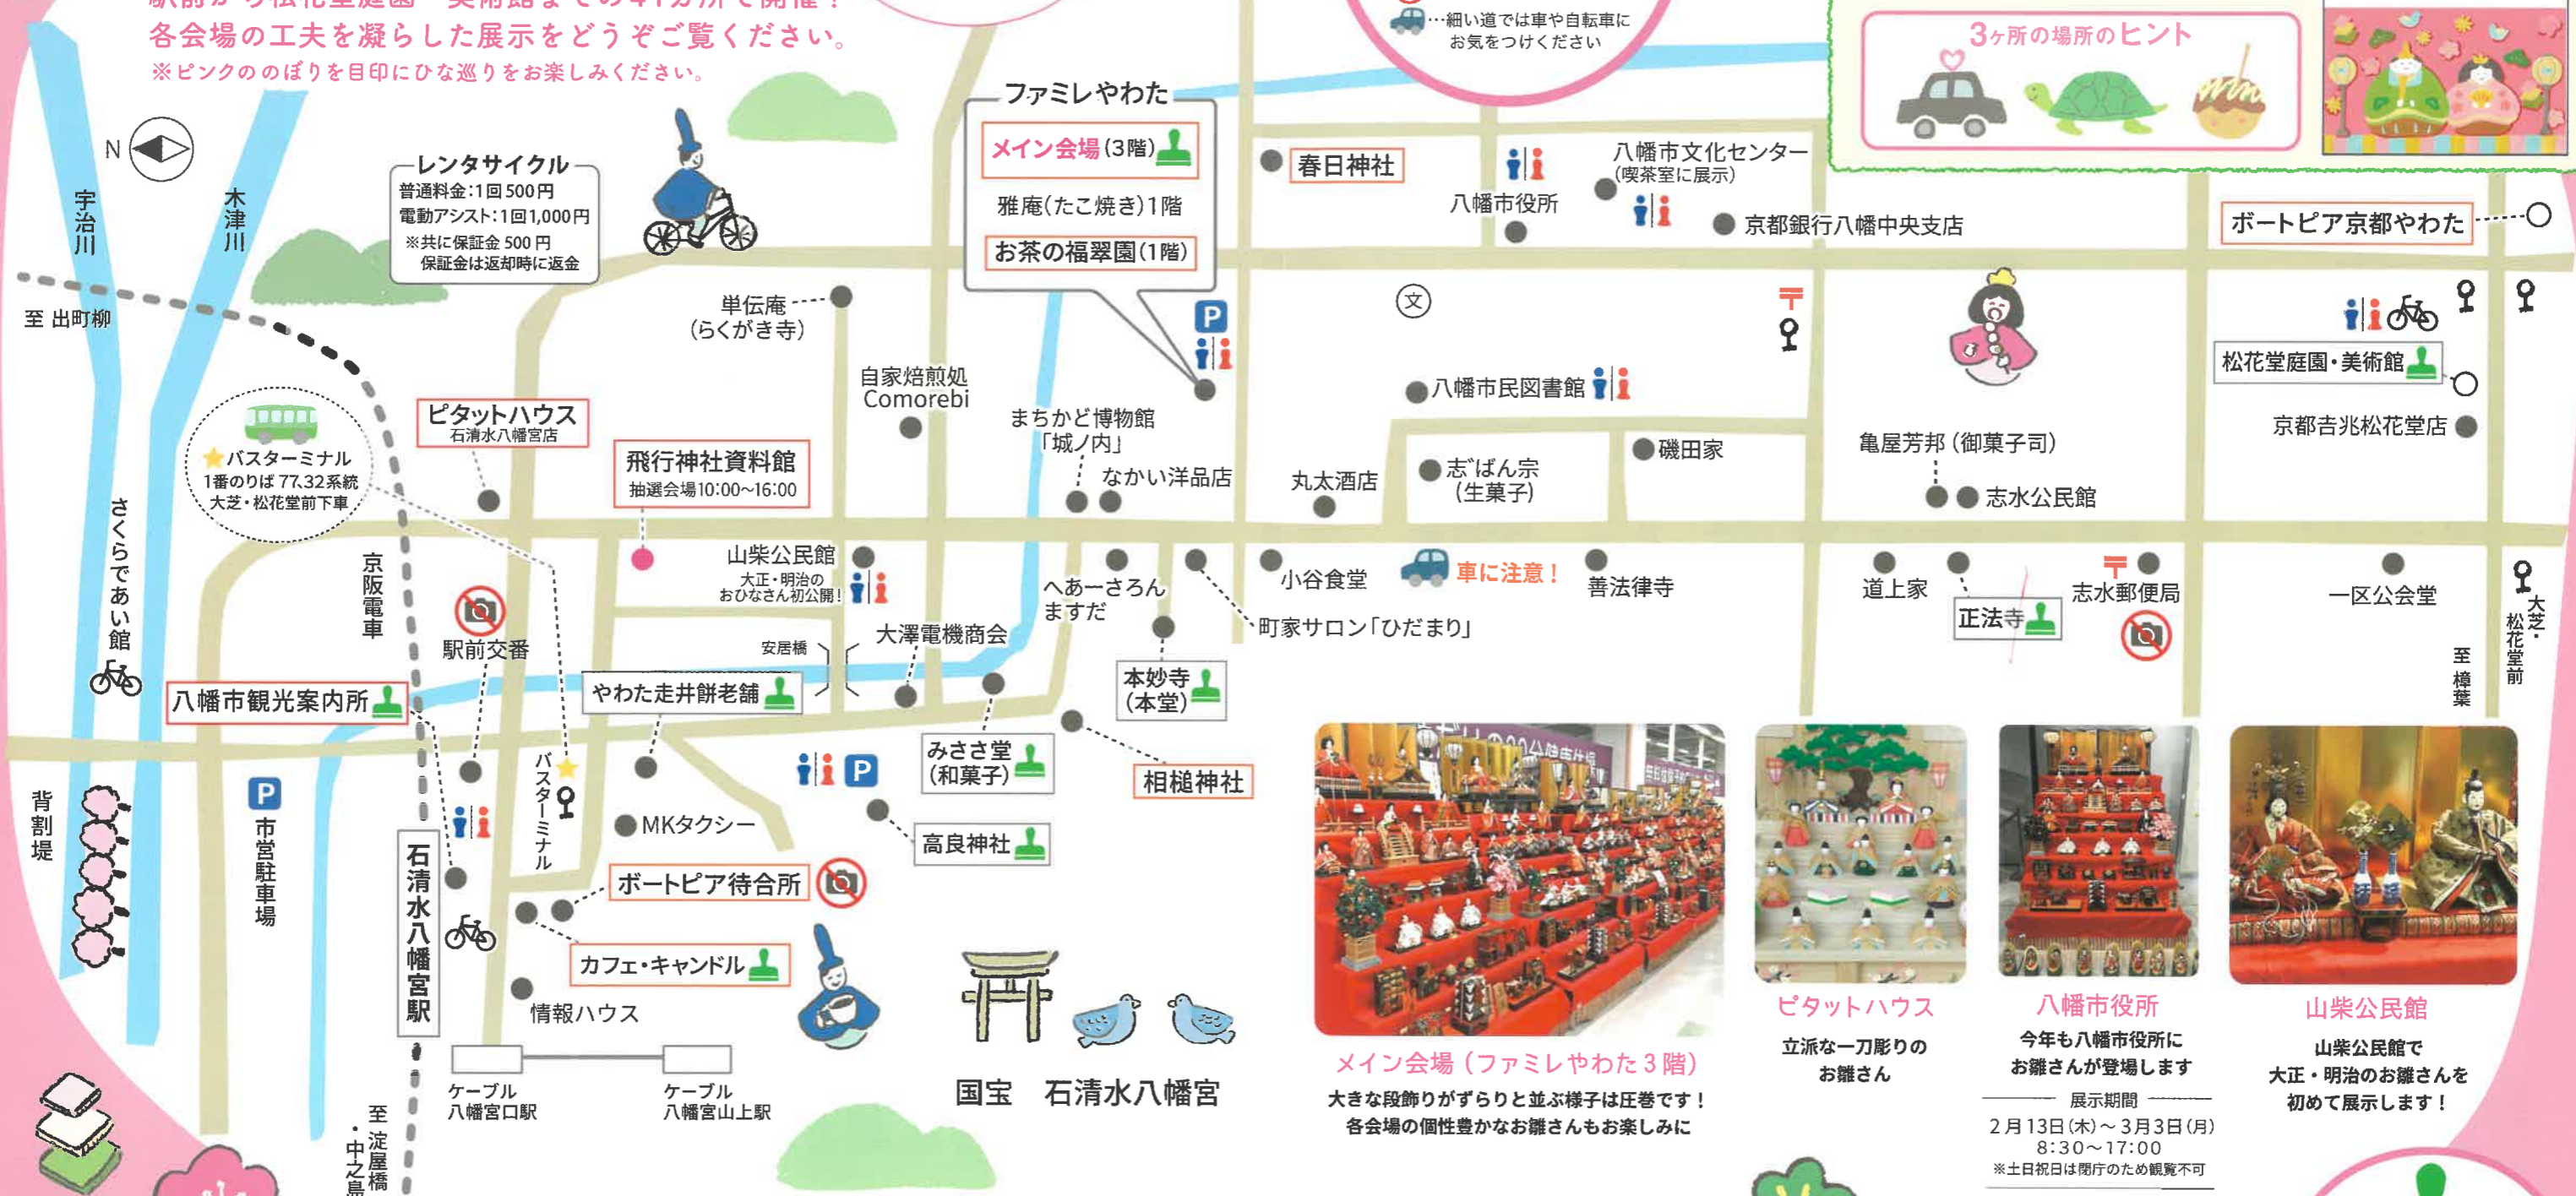 駅前から松花堂庭園・美術館までの41カ所で開催！
各会場の工夫を凝らした展示をどうぞご覧ください。
※ピンクののぼりを目印にひな巡りをお楽しみください。
…細い道では車や自転車に
お気をつけください
3ヶ所の場所のヒント
N
宇治川
木津川
至 出町柳
レンタサイクル
普通料金：1回500円
電動アシスト：1回1,000円
※共に保証金500円
保証金は返却時に返金
ファミレやわた
メイン会場(3階)
雅庵(たこ焼き)1階
お茶の福翠園(1階)
春日神社
八幡市役所
八幡市文化センター
(喫茶室に展示)
京都銀行八幡中央支店
ボートピア京都やわた
単伝庵
(らくがき寺)
P
文
〒
松花堂庭園・美術館
京都吉兆松花堂店
自家焙煎処
Comorebi
八幡市民図書館
バスターミナル
1番のりば 77、32系統
大芝・松花堂前下車
ピタットハウス
石清水八幡宮店
飛行神社資料館
抽選会場10:00〜16:00
まちかど博物館
「城ノ内」
なかい洋品店
丸太酒店
志ばん宗
(生菓子)
磯田家
亀屋芳邦(御菓子司)
志水公民館
さくらであい館
京阪電車
山柴公民館
大正・明治の
おひなさん初公開！
へあーさろん
ますだ
小谷食堂
車に注意！
善法律寺
道上家
正法寺
〒
志水郵便局
一区公会堂
大芝・
松花堂前
至 樟葉
駅前交番
安居橋
大澤電機商会
町家サロン「ひだまり」
八幡市観光案内所
やわた走井餅老舗
本妙寺
(本堂)
みささ堂
(和菓子)
相槌神社
背割堤
P
市営駐車場
バスターミナル
P
MKタクシー
高良神社
石清水八幡宮駅
ボートピア待合所
カフェ・キャンドル
情報ハウス
ケーブル
八幡宮口駅
ケーブル
八幡宮山上駅
国宝 石清水八幡宮
至 淀屋橋
・中之島
メイン会場（ファミレやわた3階）
大きな段飾りがずらりと並ぶ様子は圧巻です！
各会場の個性豊かなお雛さんもお楽しみに
ピタットハウス
立派な一刀彫りの
お雛さん
八幡市役所
今年も八幡市役所に
お雛さんが登場します
展示期間
2月13日(木)〜3月3日(月)
8:30〜17:00
※土日祝日は閉庁のため観覧不可
山柴公民館
山柴公民館で
大正・明治のお雛さんを
初めて展示します！